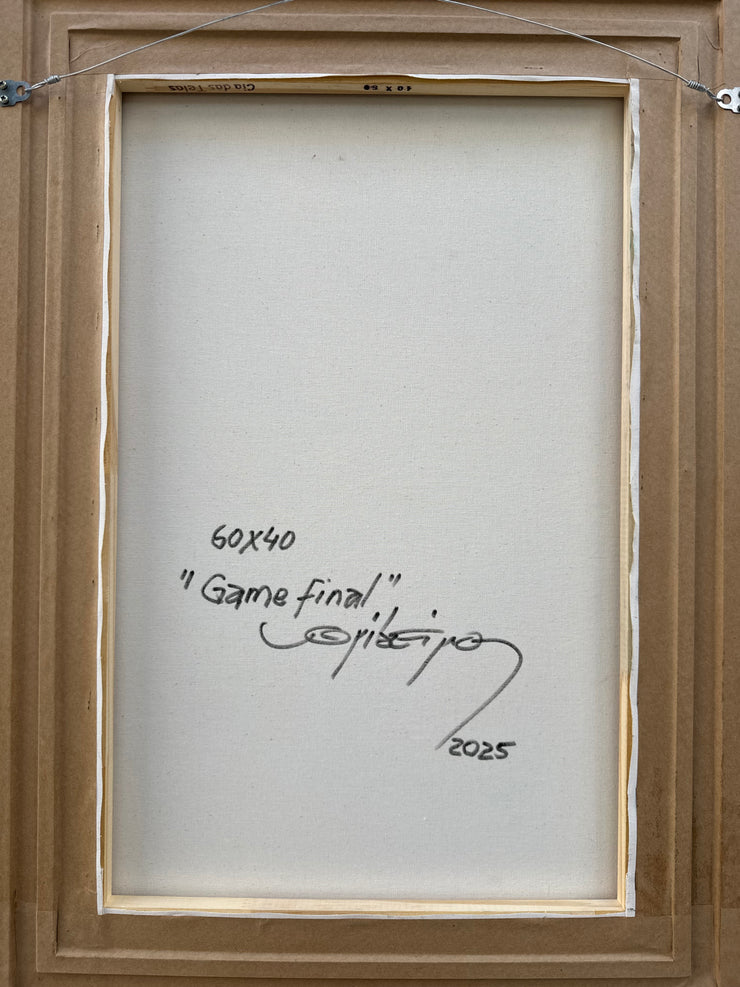 Cia das Telas
40 X 60
60X40
"Game final"
2025